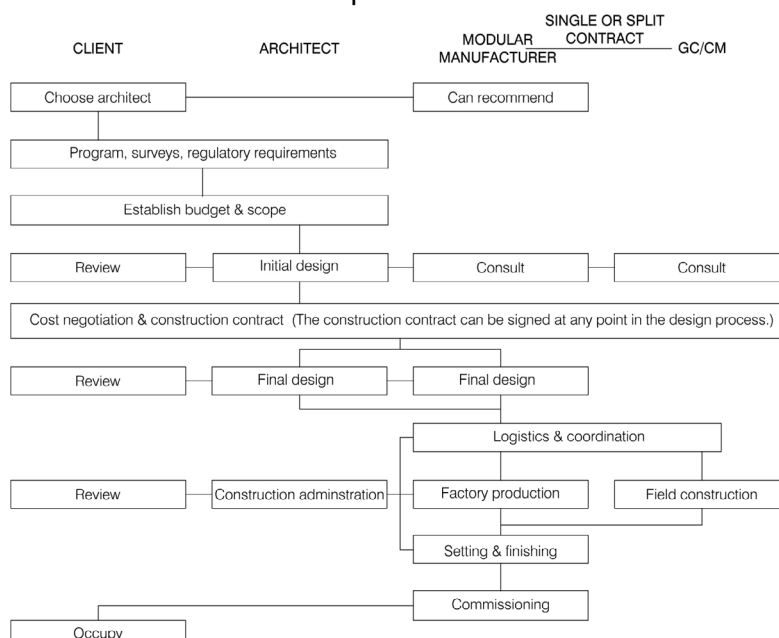 SINGLE OR SPLIT
CONTRACT
CLIENT
ARCHITECT
MODULAR
MANUFACTURER
GC/CM
Choose architect
Can recommend
Program, surveys, regulatory requirements
Establish budget & scope
Review
Initial design
Consult
Consult
Cost negotiation & construction contract (The construction contract can be signed at any point in the design process.)
Review
Final design
Final design
Logistics & coordination
Review
Construction adminstration
Factory production
Field construction
Setting & finishing
Commissioning
Occupy